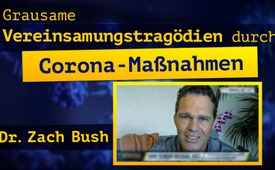 Grausame
Vereinsamungstragödien durch
Corona-Maßnahmen
Dr. Zach Bush